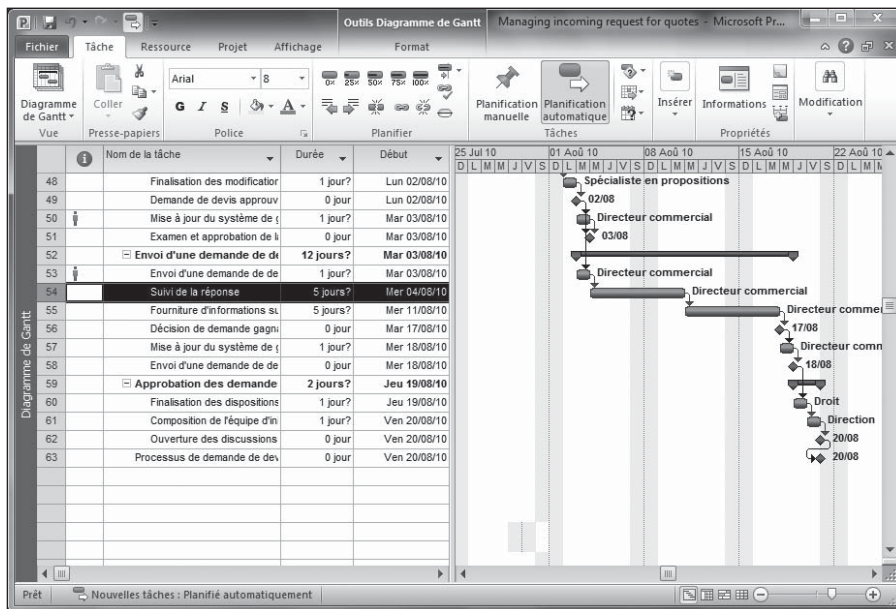 Outils Diagramme de Gantt Managing incoming request for quotes - Microsoft Pr...
Fichier Tâche Ressource Projet Affichage Format
Diagramme de Gantt
Vue
Coller
Presse-papiers
Arial 8
G I S A
Police
0% 25% 50% 75% 100%
Planifier
Planification manuelle
Planification automatique
Tâches
Insérer
Informations
Propriétés
Modification
Nom de la tâche Durée Début
25 Jul 10 01 Aoû 10 08 Aoû 10 15 Aoû 10 22 Aoû 10
D L M M J V S D L M M J V S D L M M J V S D L M M J V S D L M M
48 Finalisation des modification 1 jour? Lun 02/08/10 Spécialiste en propositions
49 Demande de devis approuv 0 jour Lun 02/08/10 02/08
50 Mise à jour du système de g 1 jour? Mar 03/08/10 Directeur commercial
51 Examen et approbation de la 0 jour Mar 03/08/10 03/08
52 Envoi d'une demande de de 12 jours? Mar 03/08/10
53 Envoi d'une demande de de 1 jour? Mar 03/08/10 Directeur commercial
54 Suivi de la réponse 5 jours? Mer 04/08/10 Directeur commercial
55 Fourniture d'informations su 5 jours? Mer 11/08/10 Directeur commer
56 Décision de demande gagna 0 jour Mar 17/08/10 17/08
57 Mise à jour du système de g 1 jour? Mer 18/08/10 Directeur comm
58 Envoi d'une demande de de 0 jour Mer 18/08/10 18/08
59 Approbation des demande 2 jours? Jeu 19/08/10
60 Finalisation des dispositions 1 jour? Jeu 19/08/10 Droit
61 Composition de l'équipe d'in 1 jour? Ven 20/08/10 Direction
62 Ouverture des discussions 0 jour Ven 20/08/10 20/08
63 Processus de demande de dev 0 jour Ven 20/08/10 20/08
Diagramme de Gantt
Prêt Nouvelles tâches : Planifié automatiquement